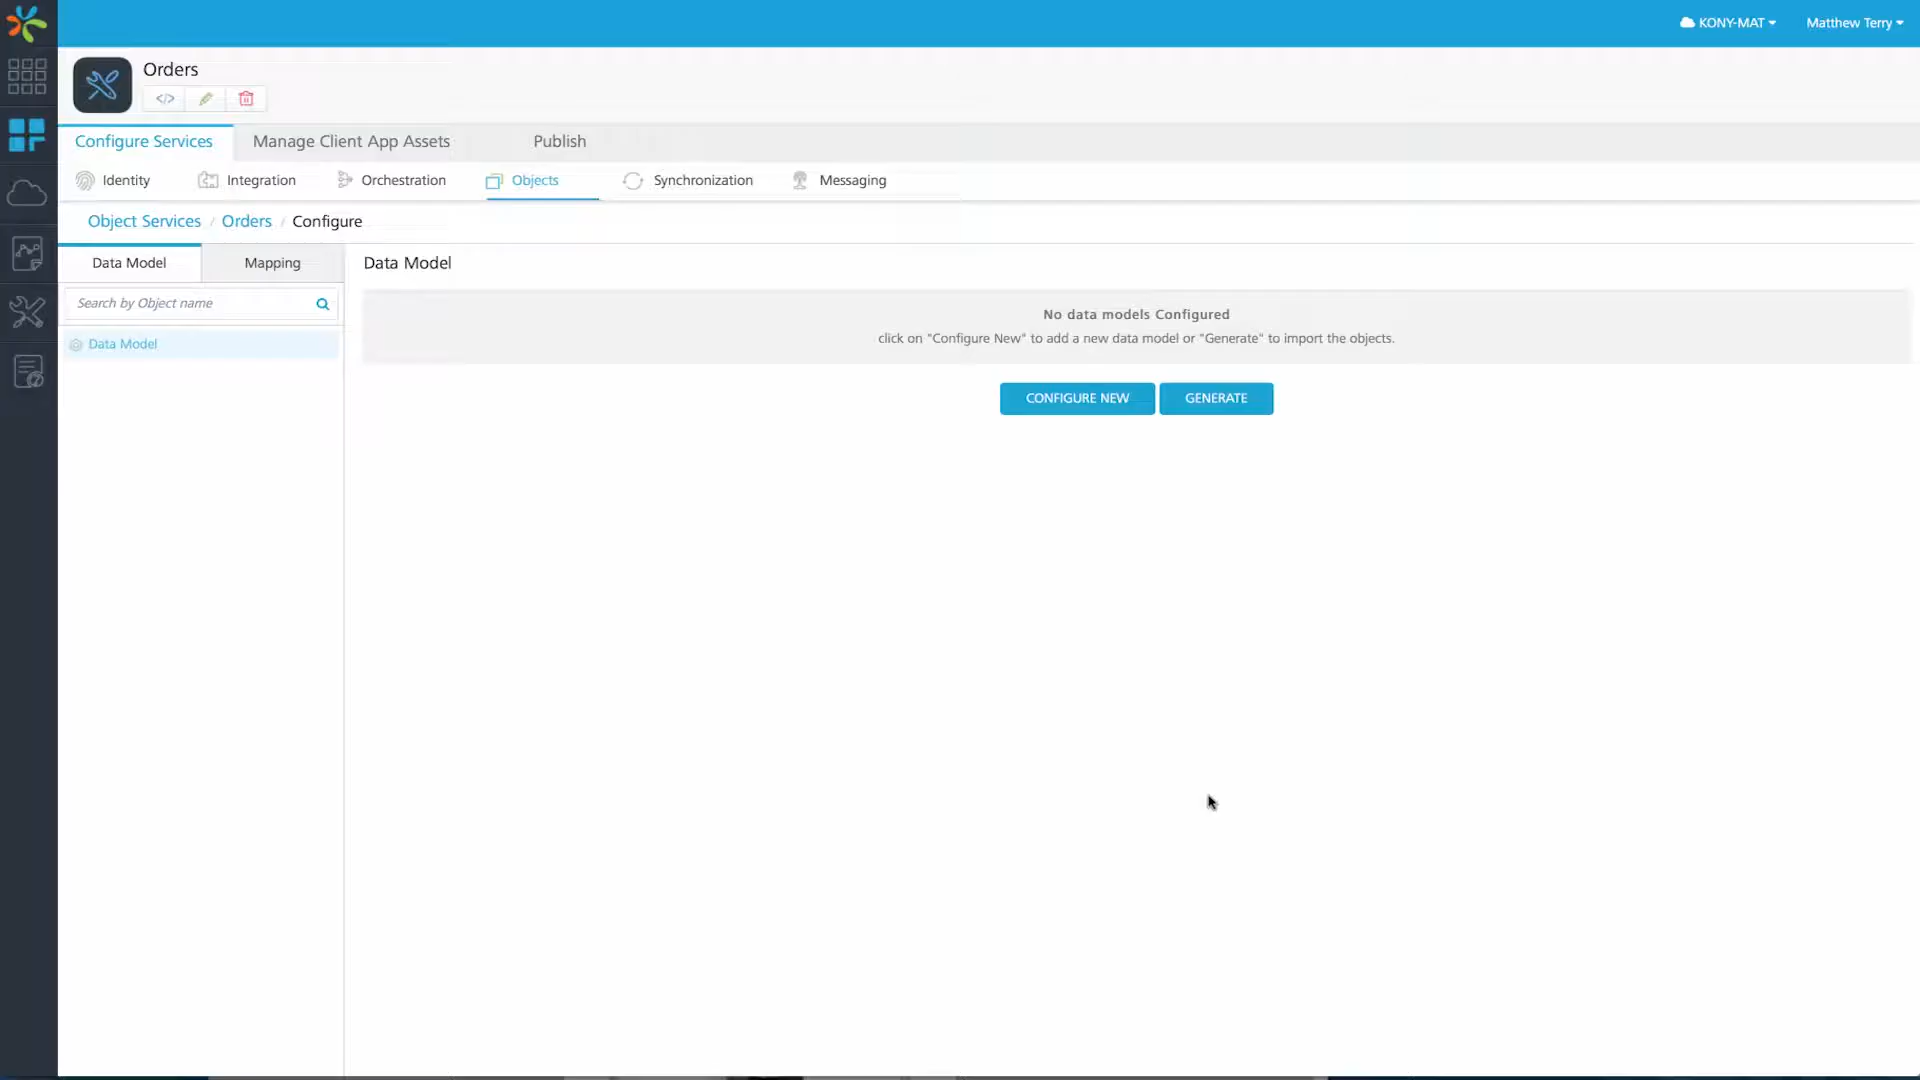 KONY-MAT
Matthew Terry
Orders
</>
Configure Services
Manage Client App Assets
Publish
Identity
Integration
Orchestration
Objects
Synchronization
Messaging
Object Services / Orders / Configure
Data Model
Mapping
Data Model
Search by Object name
No data models Configured
click on "Configure New" to add a new data model or "Generate" to import the objects.
Data Model
CONFIGURE NEW
GENERATE